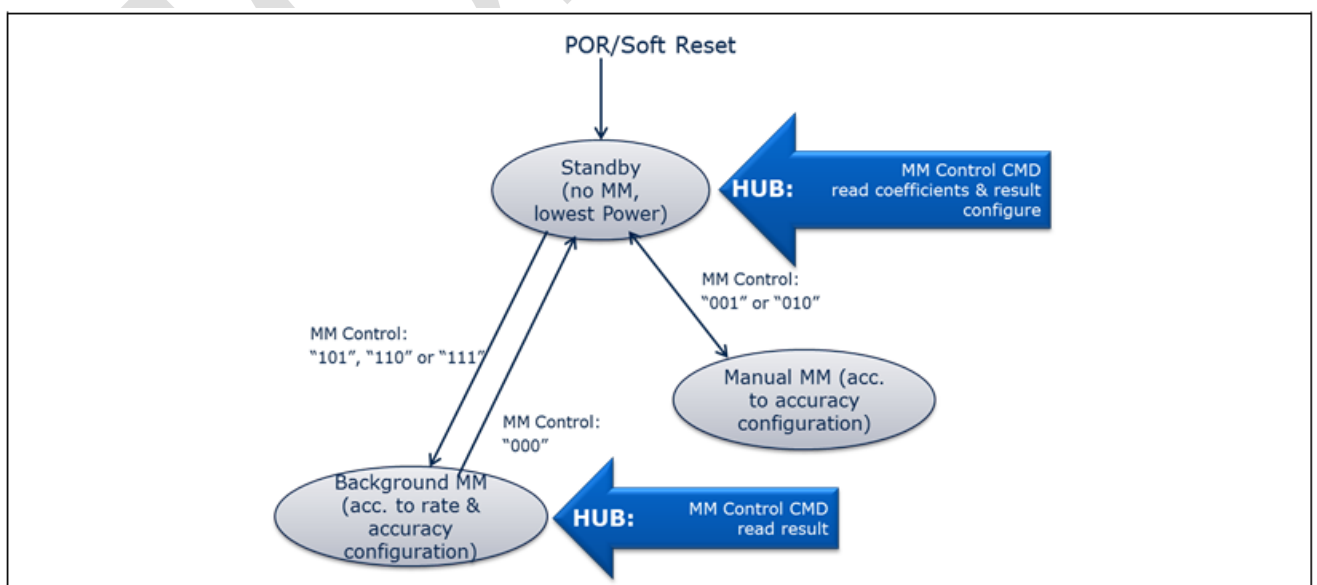 POR/Soft Reset
Standby
(no MM,
lowest Power)
HUB:
MM Control CMD
read coefficients & result
configure
MM Control:
“001” or “010”
MM Control:
“101”, “110” or “111”
Manual MM (acc.
to accuracy
configuration)
MM Control:
“000”
Background MM
(acc. to rate &
accuracy
configuration)
HUB:
MM Control CMD
read result